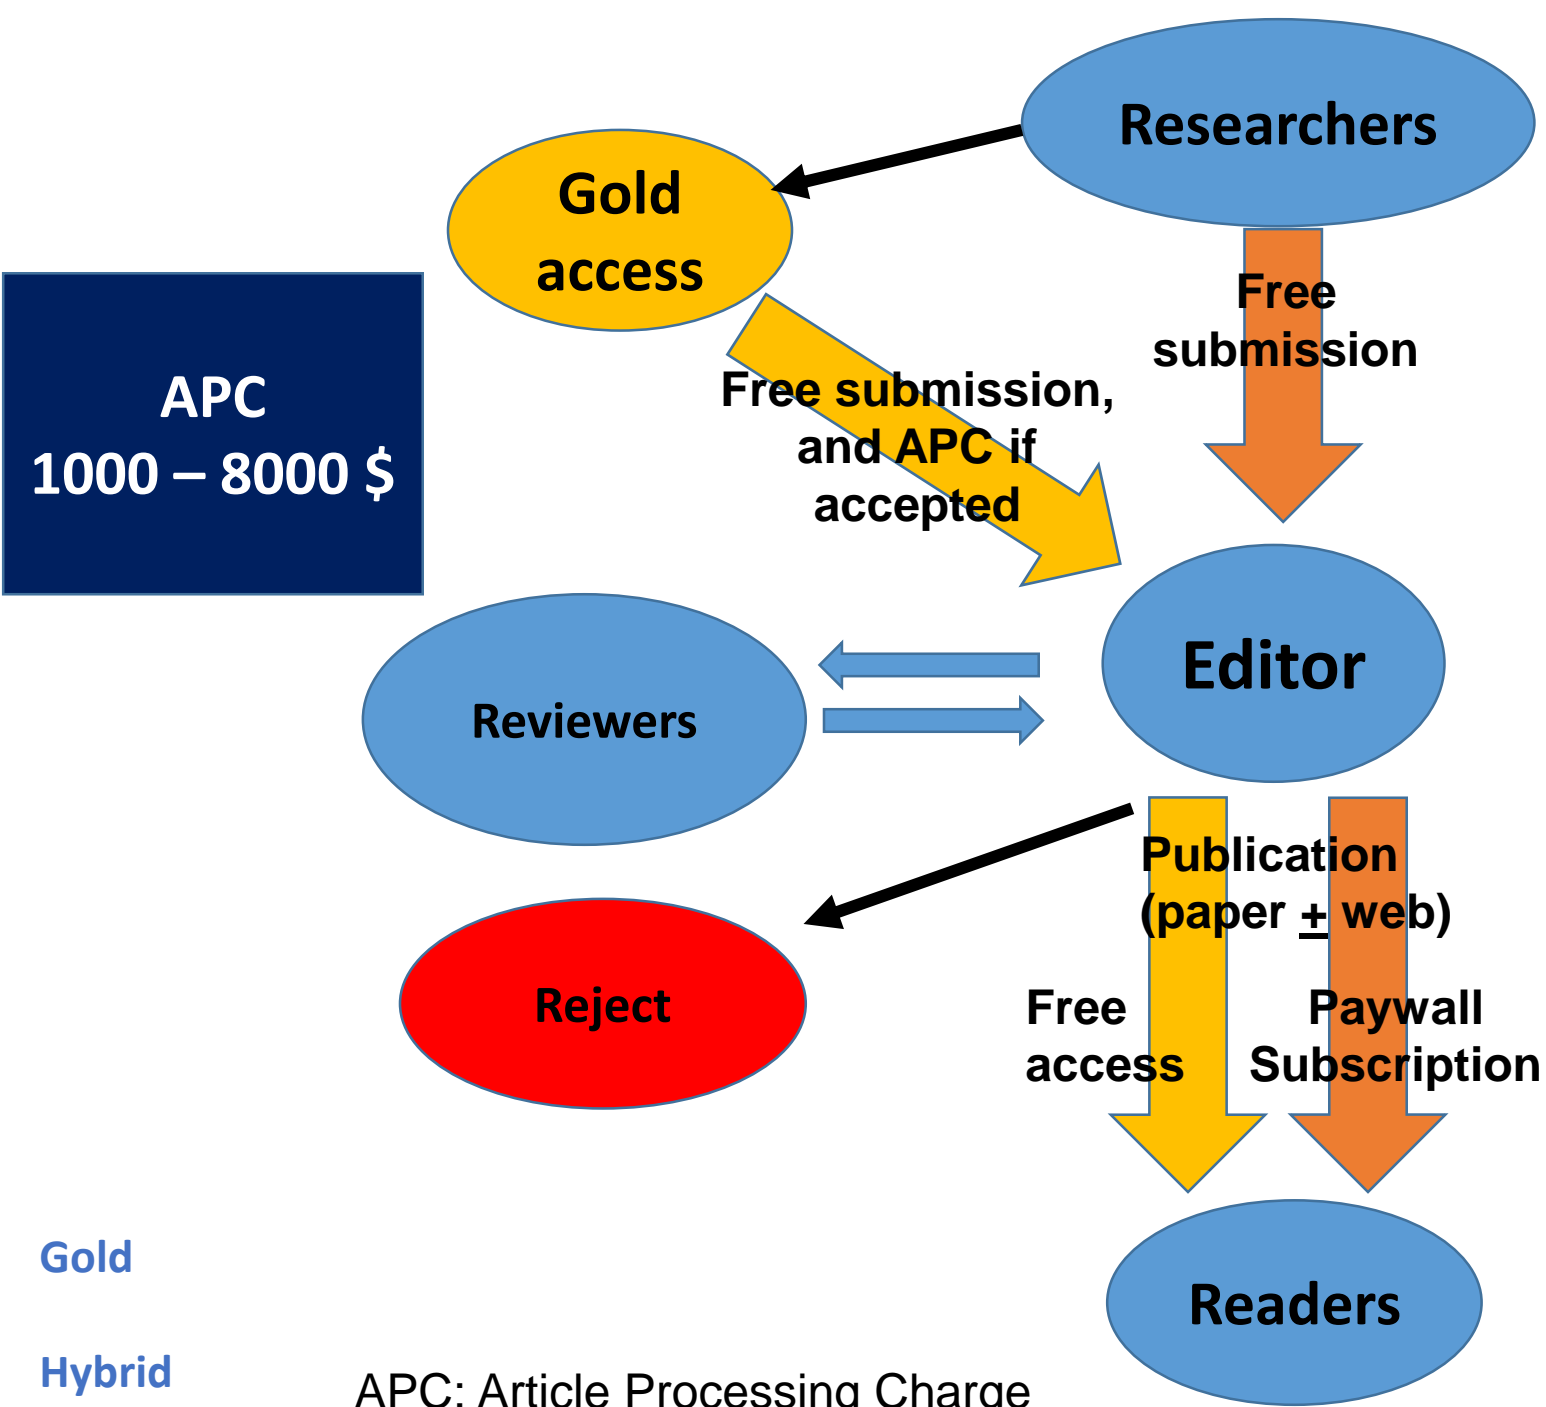 Researchers
Gold
access
Free
submission
APC
1000 – 8000 $
Free submission,
and APC if
accepted
Editor
Reviewers
Publication
(paper + web)
Reject
Free
access
Paywall
Subscription
Gold
Readers
Hybrid
APC: Article Processing Charge